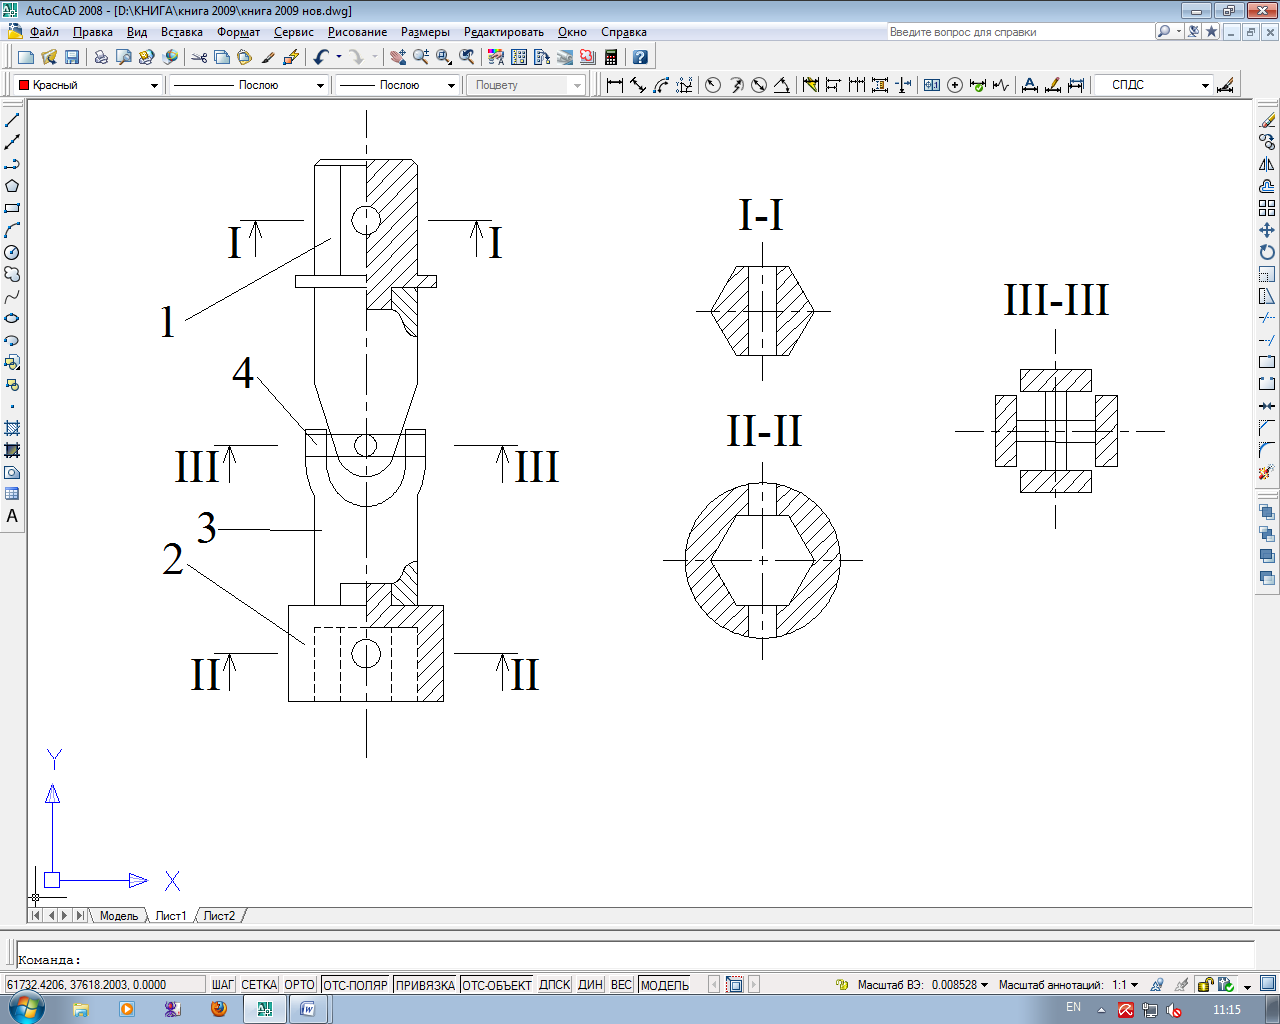 AutoCAD 2008 - [D:\КНИГА\книга 2009\книга 2009 нов.dwg]
Файл Правка Вид Вставка Формат Сервис Рисование Размеры Редактировать Окно Справка Введите вопрос для справки
Красный Послою Послою Поцвету СПДС
A
I-I
I I
III-III
1
4
II-II
III III
3
2
II II
Y
X
Модель Лист1 Лист2
Команда:
61732.4206, 37618.2003, 0.0000 ШАГ СЕТКА ОРТО ОТС-ПОЛЯР ПРИВЯЗКА ОТС-ОБЪЕКТ ДПСК ДИН ВЕС МОДЕЛЬ Масштаб ВЭ: 0.008528 Масштаб аннотаций: 1:1
EN 11:15